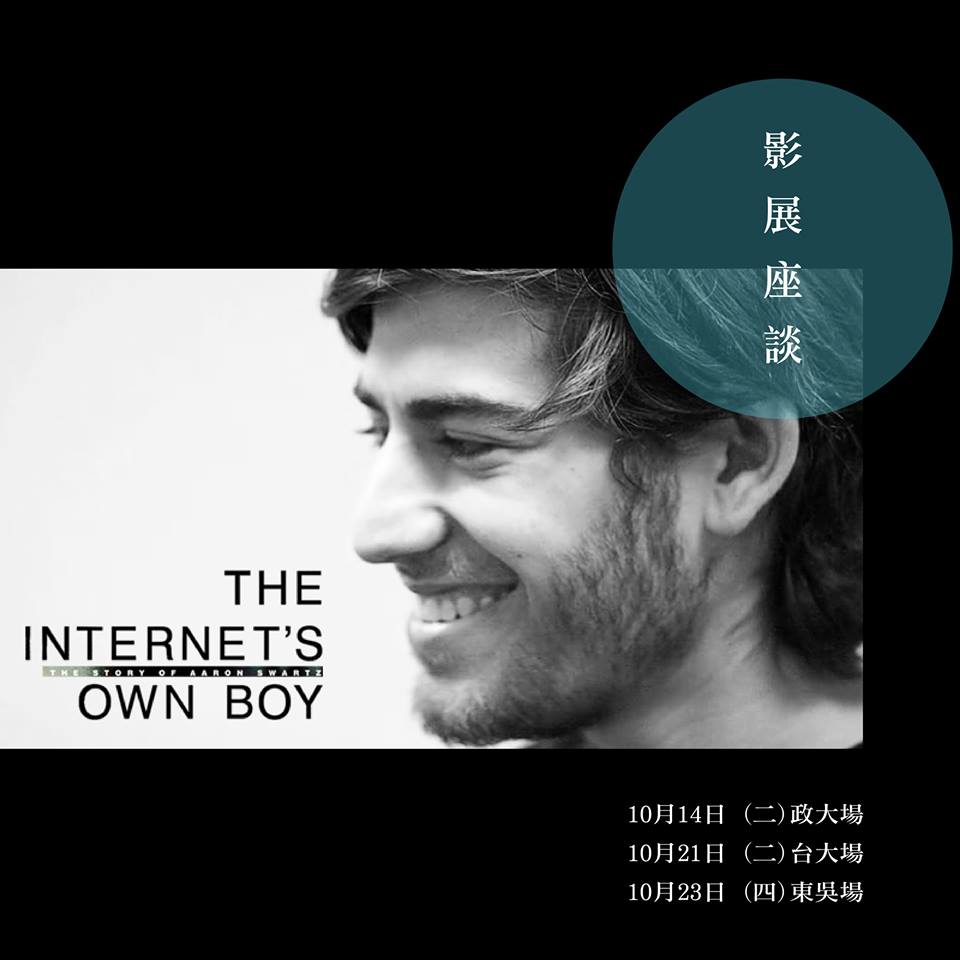 影展座談
THE
INTERNET'S
THE STORY OF AARON SWARTZ
OWN BOY
10月14日 (二)政大場
10月21日 (二)台大場
10月23日 (四)東吳場